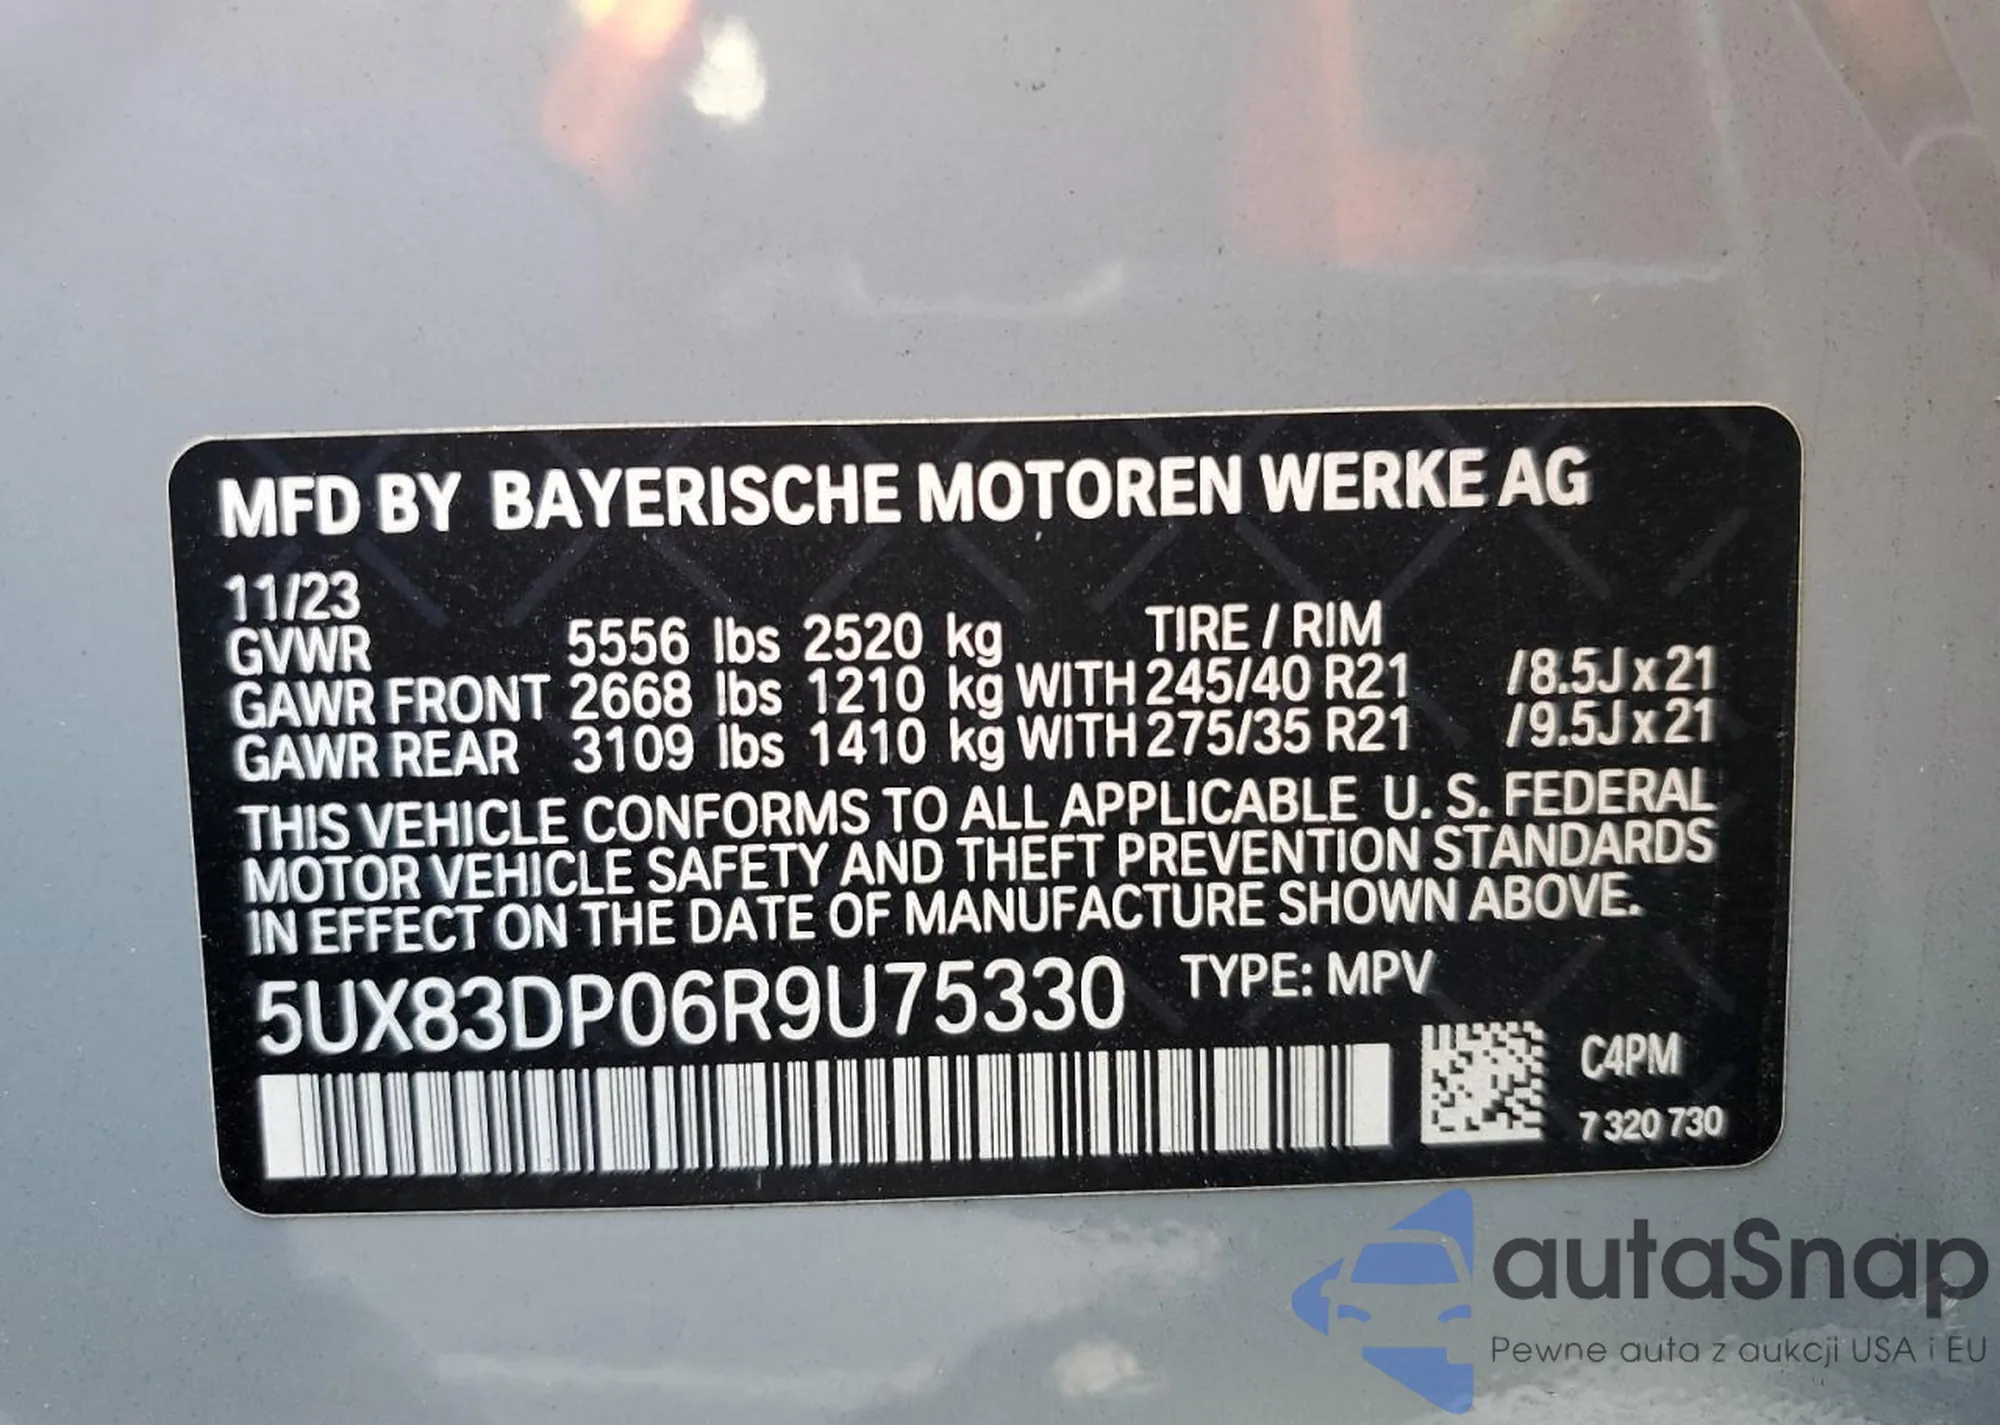 MFD BY BAYERISCHE MOTOREN WERKE AG
11/23
GVWR 5556 lbs 2520 kg TIRE / RIM
GAWR FRONT 2668 lbs 1210 kg WITH 245/40 R21 /8.5J x 21
GAWR REAR 3109 lbs 1410 kg WITH 275/35 R21 /9.5J x 21
THIS VEHICLE CONFORMS TO ALL APPLICABLE U. S. FEDERAL
MOTOR VEHICLE SAFETY AND THEFT PREVENTION STANDARDS
IN EFFECT ON THE DATE OF MANUFACTURE SHOWN ABOVE.
5UX83DP06R9U75330 TYPE: MPV
C4PM
7 320 730
autaSnap
Pewne auta z aukcji USA i EU